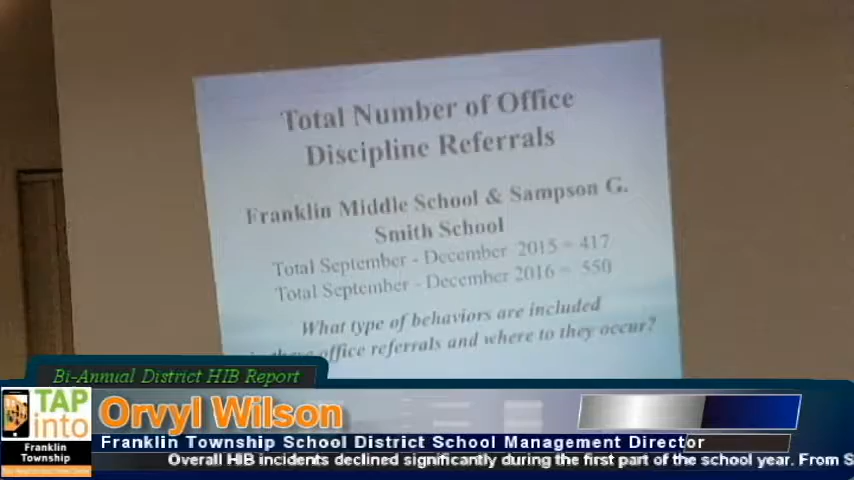 Total Number of Office
Discipline Referrals
Franklin Middle School & Sampson G.
Smith School
Total September - December 2015 = 417
Total September - December 2016 = 550
What type of behaviors are included
office referrals and where to they occur?
Bi-Annual District HIB Report
TAP
into
Franklin
Township
Orvyl Wilson
Franklin Township School District School Management Director
Overall HIB incidents declined significantly during the first part of the school year. From S